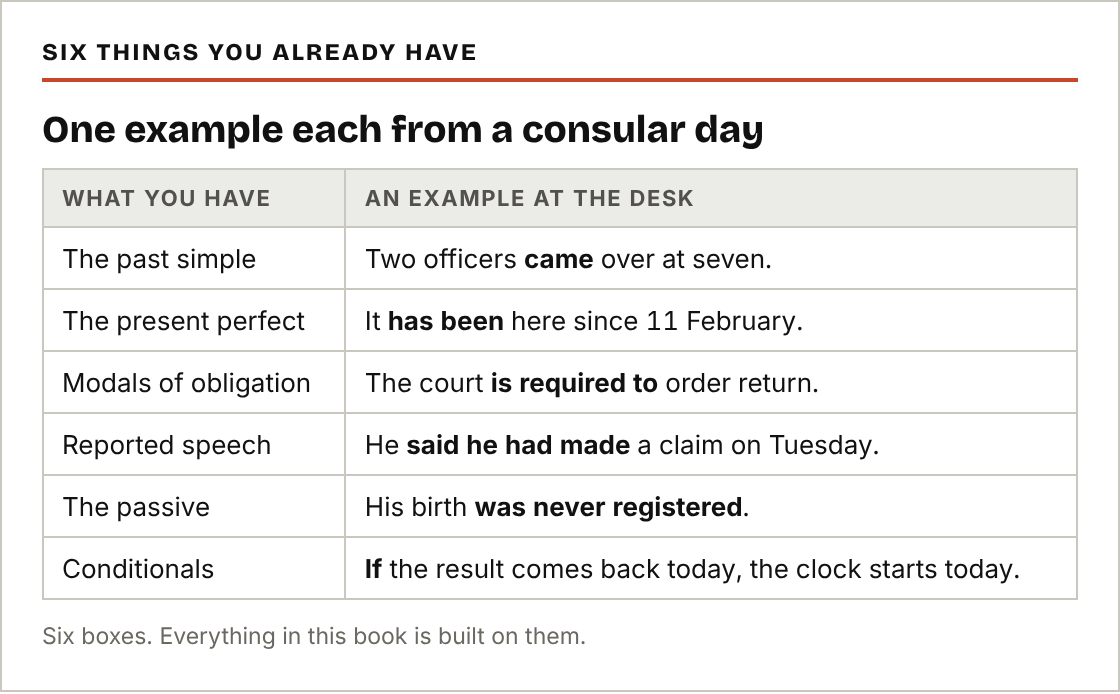 SIX THINGS YOU ALREADY HAVE
One example each from a consular day
WHAT YOU HAVE AN EXAMPLE AT THE DESK
The past simple Two officers came over at seven.
The present perfect It has been here since 11 February.
Modals of obligation The court is required to order return.
Reported speech He said he had made a claim on Tuesday.
The passive His birth was never registered.
Conditionals If the result comes back today, the clock starts today.
Six boxes. Everything in this book is built on them.